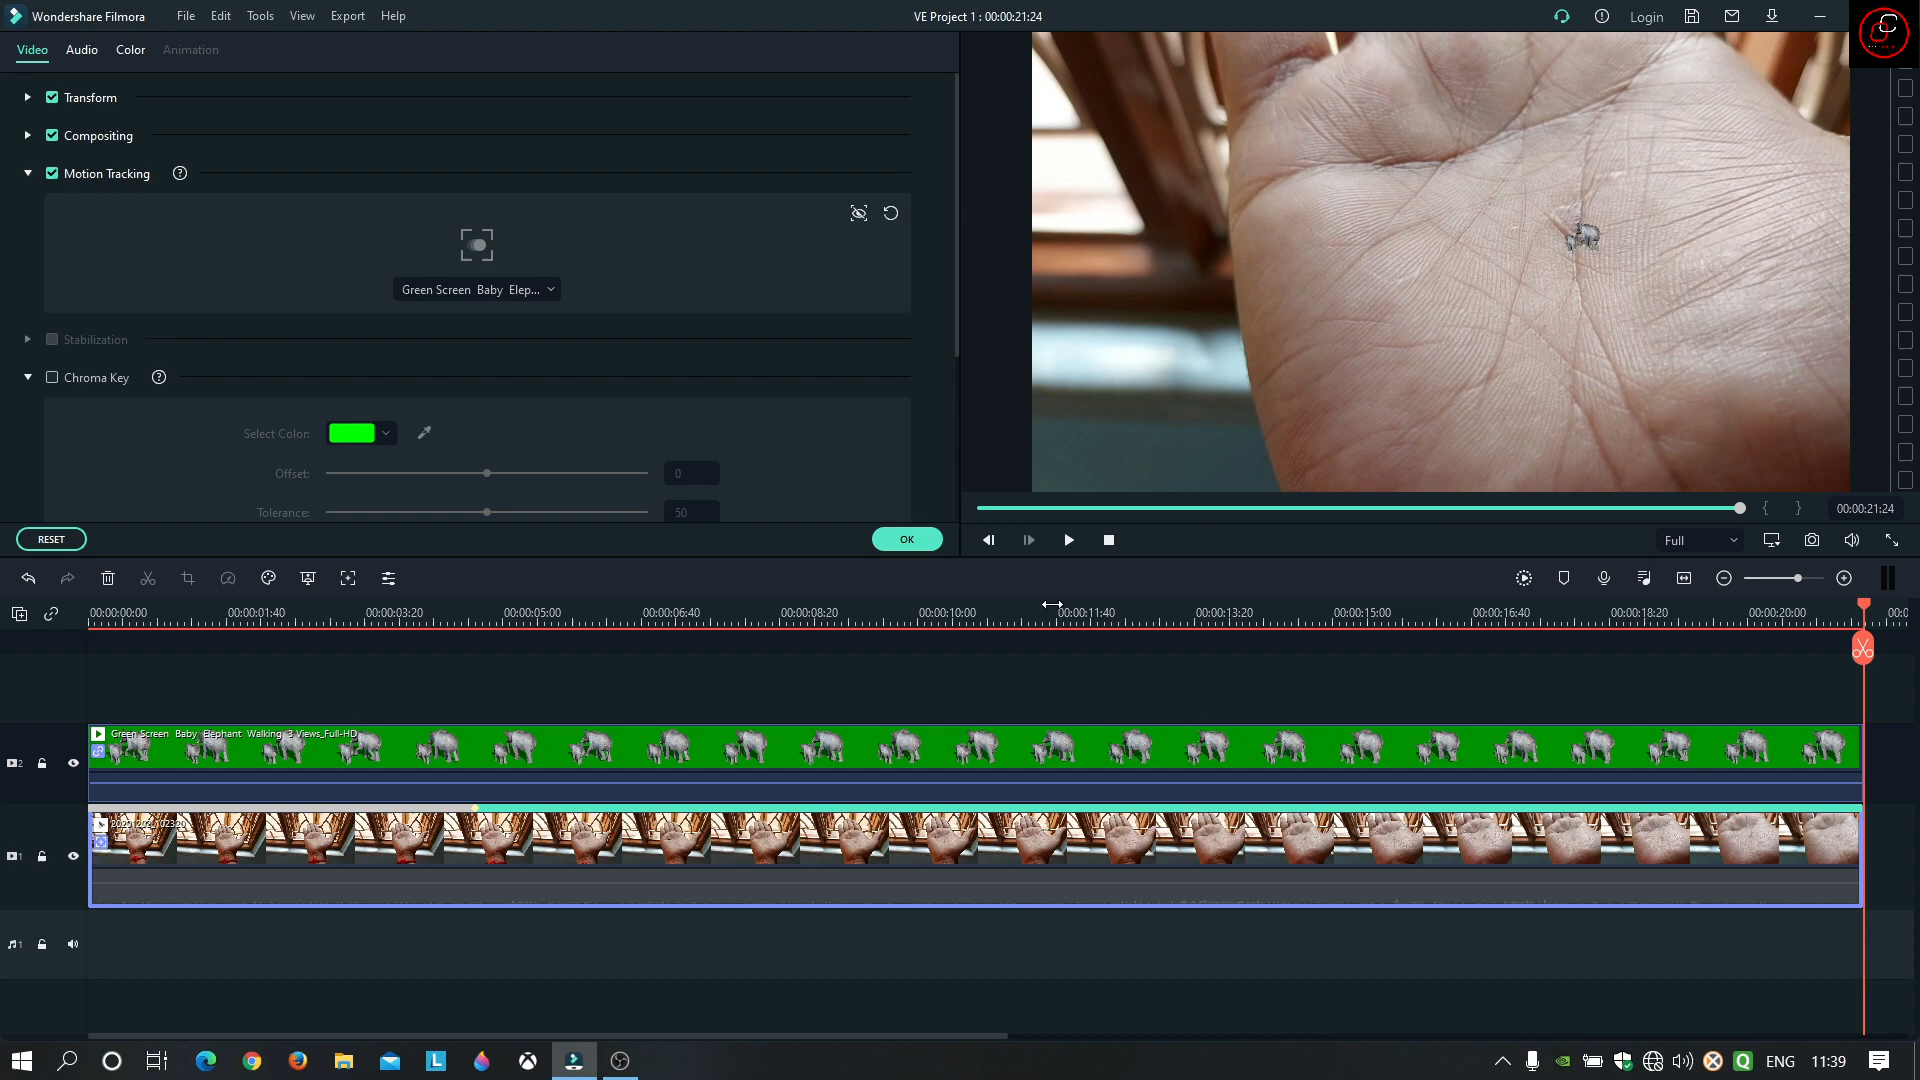 Wondershare Filmora
File Edit Tools View Export Help
VE Project 1 : 00:00:21:24
Login
Video Audio Color Animation
Transform
Compositing
Motion Tracking
Green Screen Baby Elep...
Stabilization
Chroma Key
Select Color:
Offset: 0
Tolerance: 50
RESET
OK
00:00:21:24
Full
00:00:00:00 00:00:01:40 00:00:03:20 00:00:05:00 00:00:06:40 00:00:08:20 00:00:10:00 00:00:11:40 00:00:13:20 00:00:15:00 00:00:16:40 00:00:18:20 00:00:20:00 00:0
Green Screen Baby Elephant Walking 3 Views_Full-HD
2
1
1
ENG 11:39